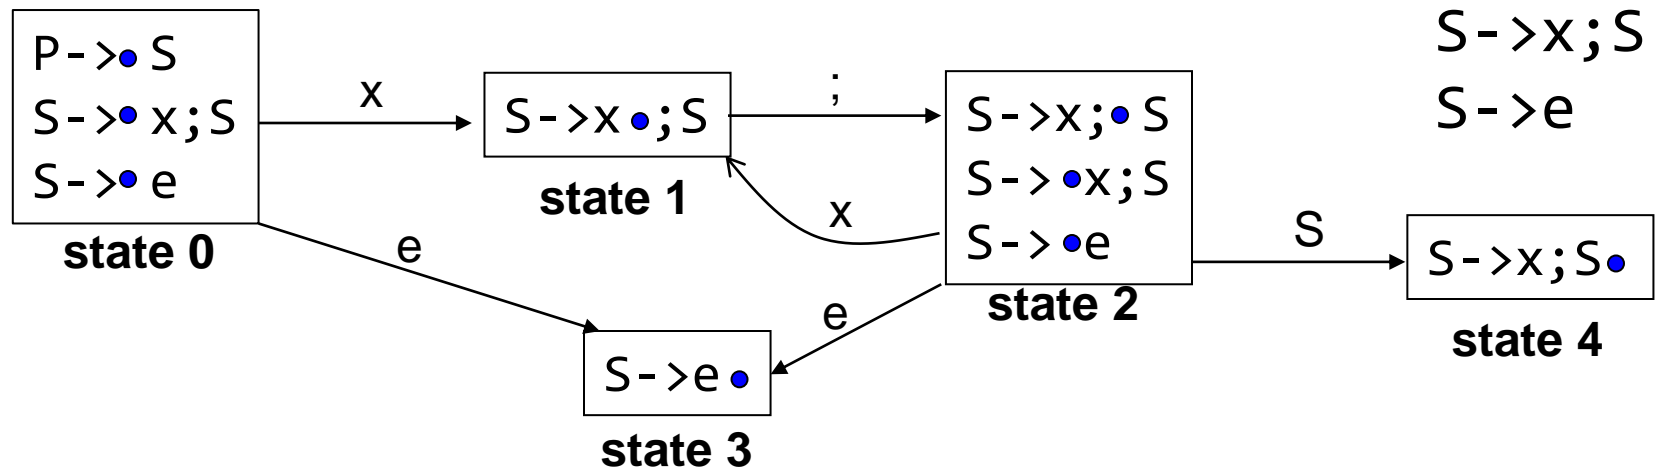 P->• S
S->• x;S
S->• e
state 0
x
e
S->x•;S
state 1
;
x
S->x;• S
S->•x;S
S->•e
state 2
e
S->e•
state 3
S
S->x;S•
state 4
S->x;S
S->e